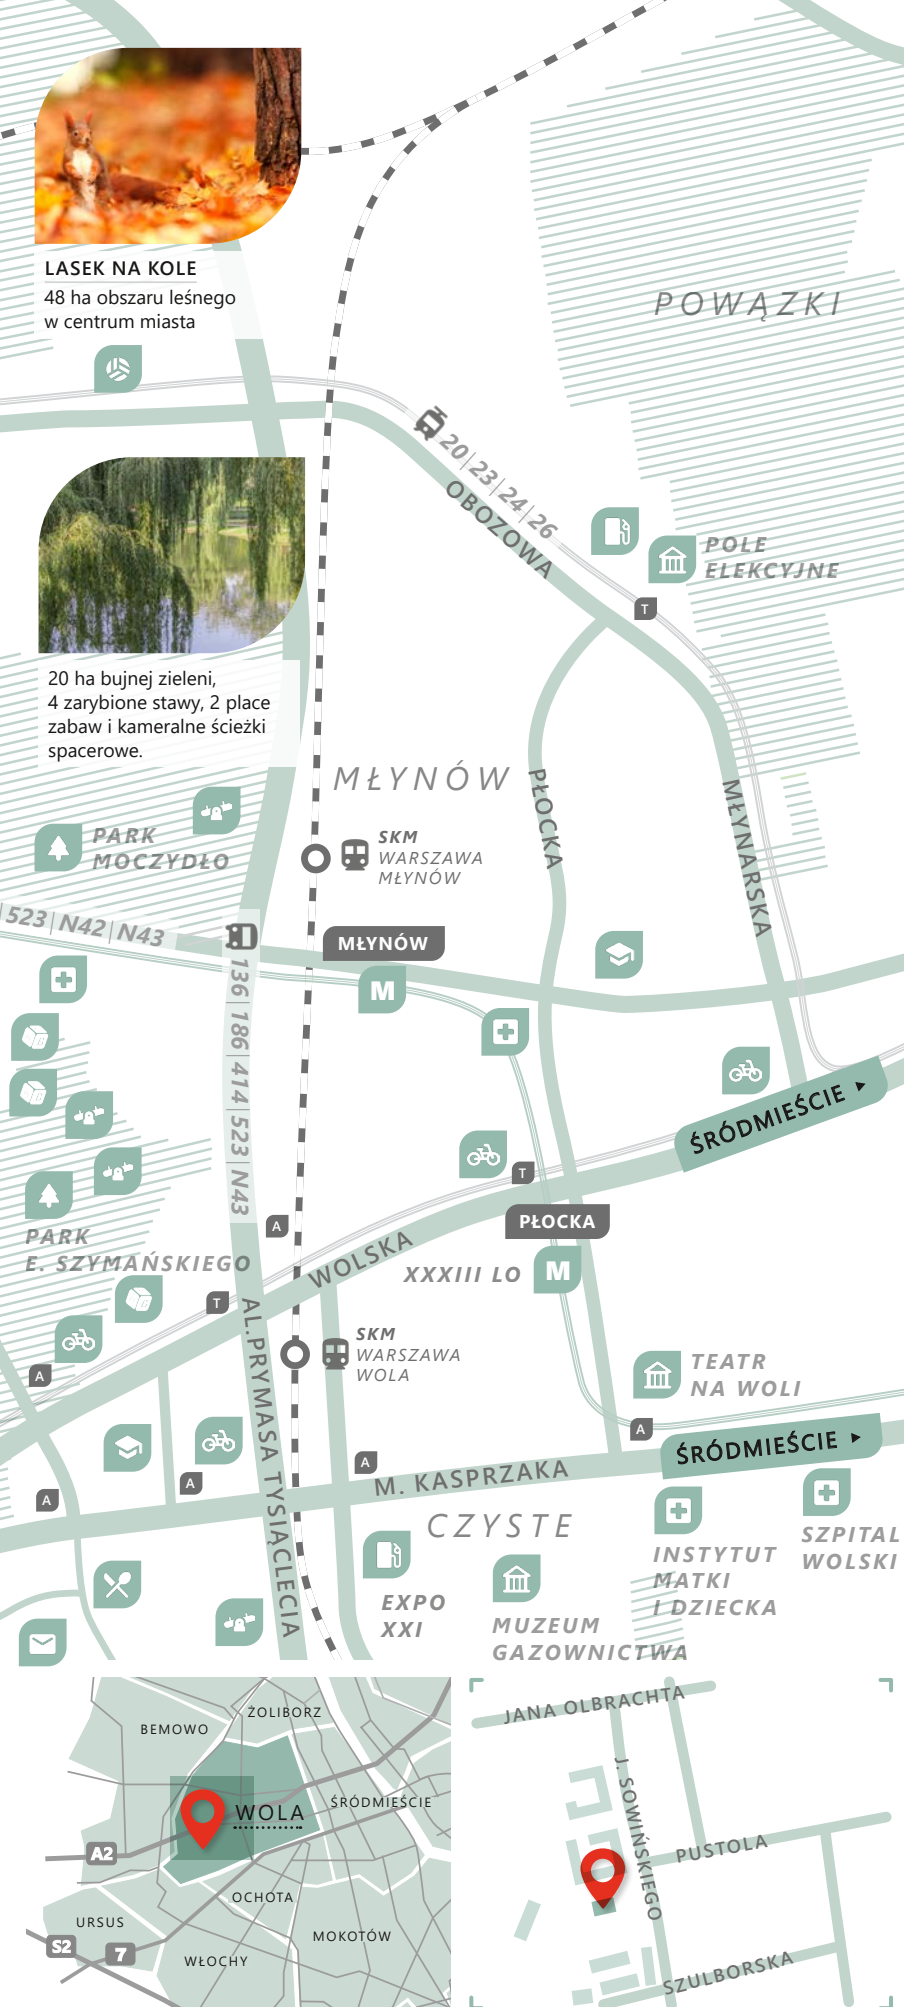 LASEK NA KOLE
48 ha obszaru leśnego
w centrum miasta
POWĄZKI
20|23|24|26
OBOZOWA
POLE
ELEKCYJNE
T
20 ha bujnej zieleni,
4 zarybione stawy, 2 place
zabaw i kameralne ścieżki
spacerowe.
MŁYNÓW
PŁOCKA
MŁYNARSKA
PARK
MOCZYDŁO
SKM
WARSZAWA
MŁYNÓW
523|N42|N43
MŁYNÓW
M
136|186|414|523|N43
ŚRÓDMIEŚCIE
T
PŁOCKA
A
PARK
E. SZYMAŃSKIEGO
WOLSKA
XXXIII LO
M
T
AL.PRYMASA TYSIĄCLECIA
SKM
WARSZAWA
WOLA
A
TEATR
NA WOLI
A
ŚRÓDMIEŚCIE
A
A
M. KASPRZAKA
A
CZYSTE
INSTYTUT
MATKI
I DZIECKA
SZPITAL
WOLSKI
EXPO
XXI
MUZEUM
GAZOWNICTWA
ŻOLIBORZ
BEMOWO
WOLA
ŚRÓDMIEŚCIE
A2
OCHOTA
URSUS
MOKOTÓW
S2
7
WŁOCHY
JANA OLBRACHTA
J. SOWIŃSKIEGO
PUSTOLA
SZULBORSKA